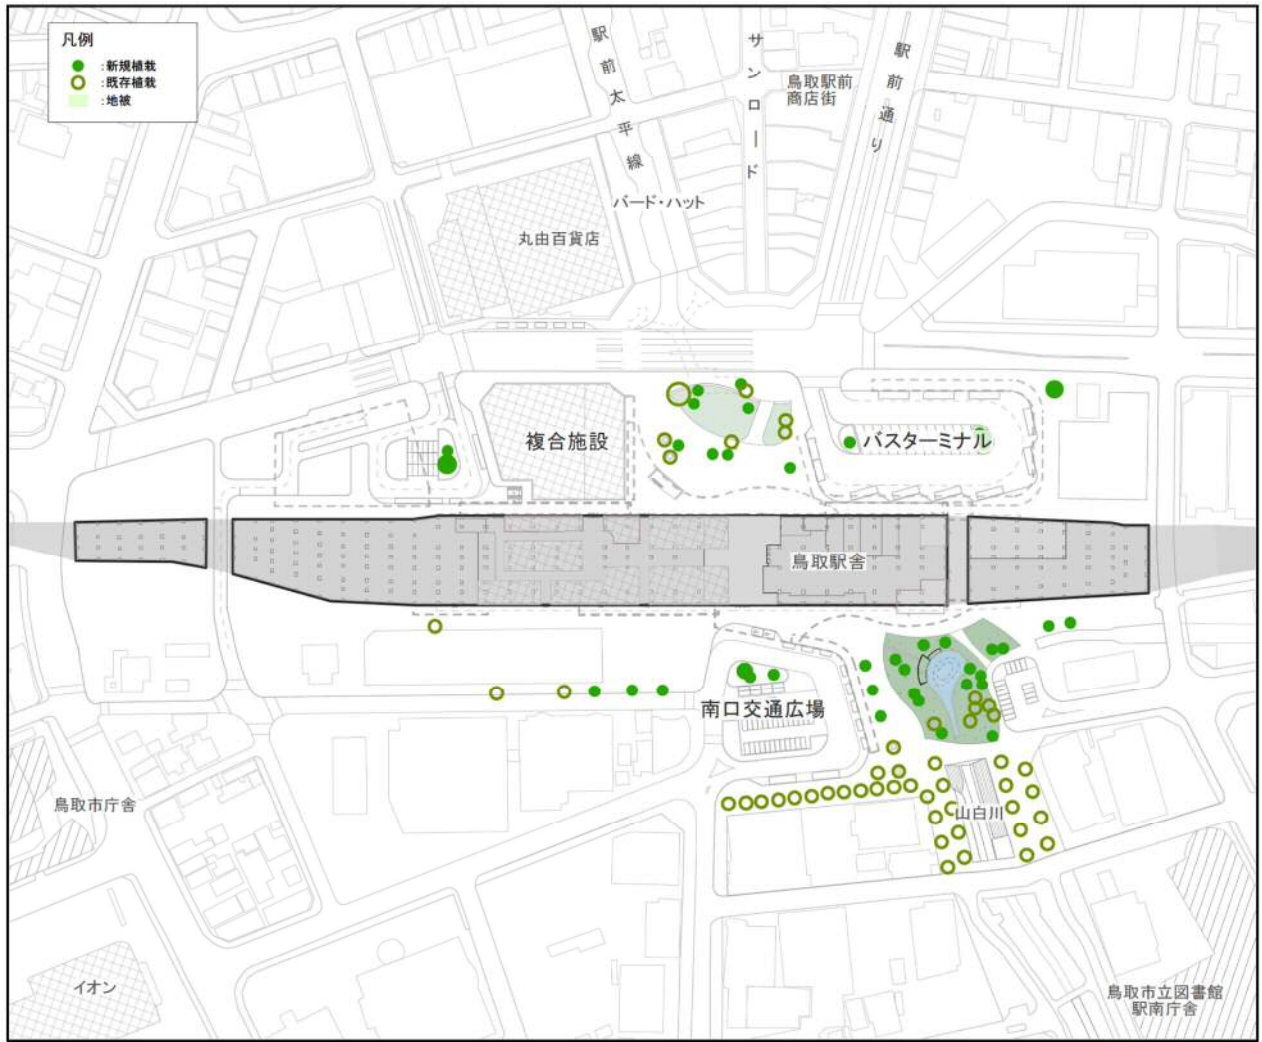 凡例
:新規植栽
:既存植栽
:地被
駅前太平線
サンロード
鳥取駅前
商店街
駅前通り
バード・ハット
丸由百貨店
複合施設
バスターミナル
鳥取駅舎
南口交通広場
山白川
鳥取市庁舎
イオン
鳥取市立図書館
駅南庁舎